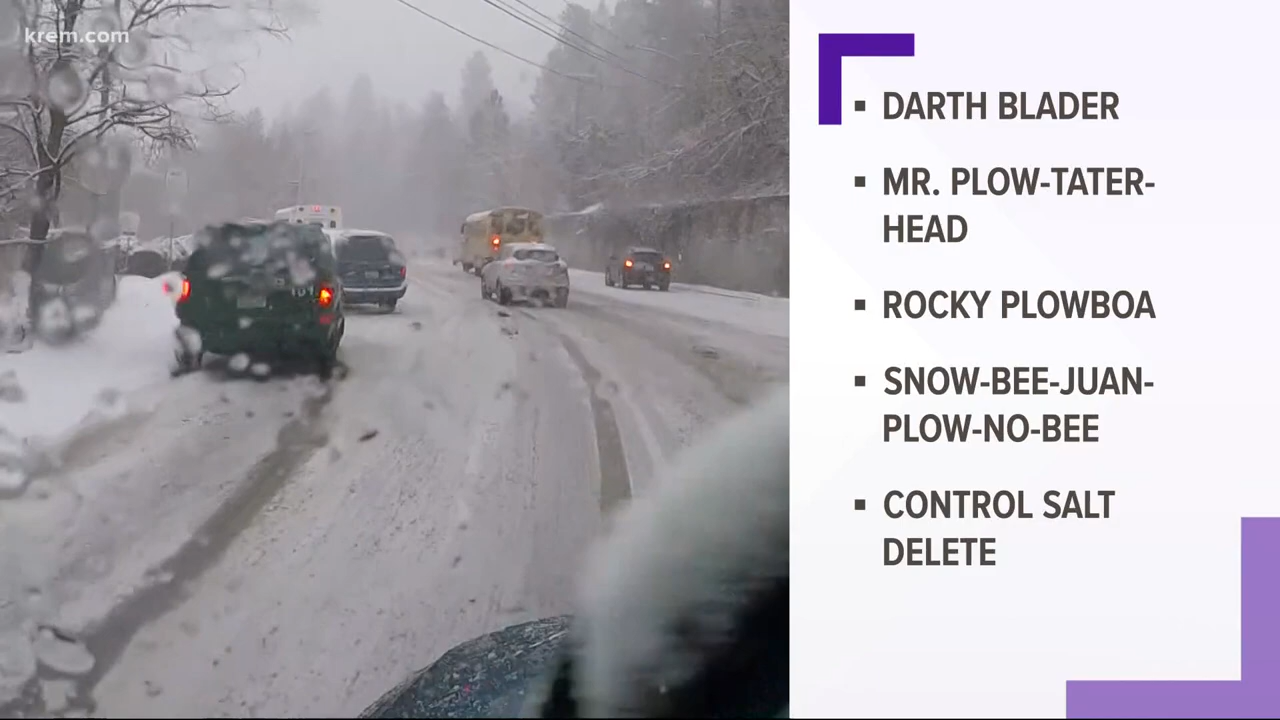 krem.com
▪ DARTH BLADER
▪ MR. PLOW-TATER-
HEAD
▪ ROCKY PLOWBOA
▪ SNOW-BEE-JUAN-
PLOW-NO-BEE
▪ CONTROL SALT
DELETE